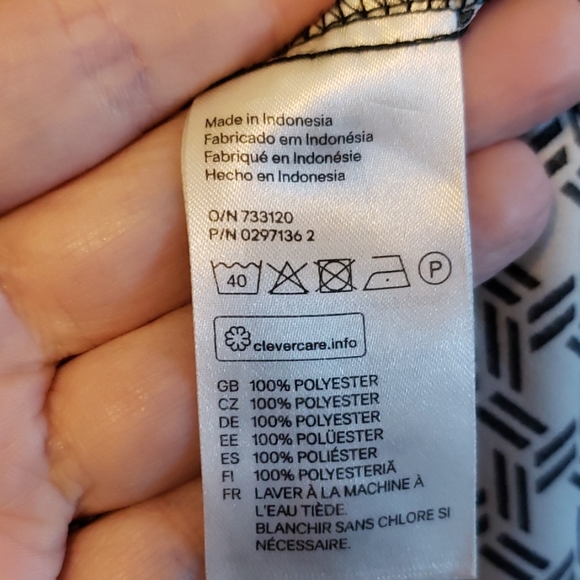 Made in Indonesia
Fabricado em Indonésia
Fabriqué en Indonésie
Hecho en Indonesia
O/N 733120
P/N 0297136 2
40 P
clevercare.info
GB 100% POLYESTER
CZ 100% POLYESTER
DE 100% POLYESTER
EE 100% POLÜESTER
ES 100% POLIÉSTER
FI 100% POLYESTERIÄ
FR LAVER À LA MACHINE À
L'EAU TIÈDE.
BLANCHIR SANS CHLORE SI
NÉCESSAIRE.